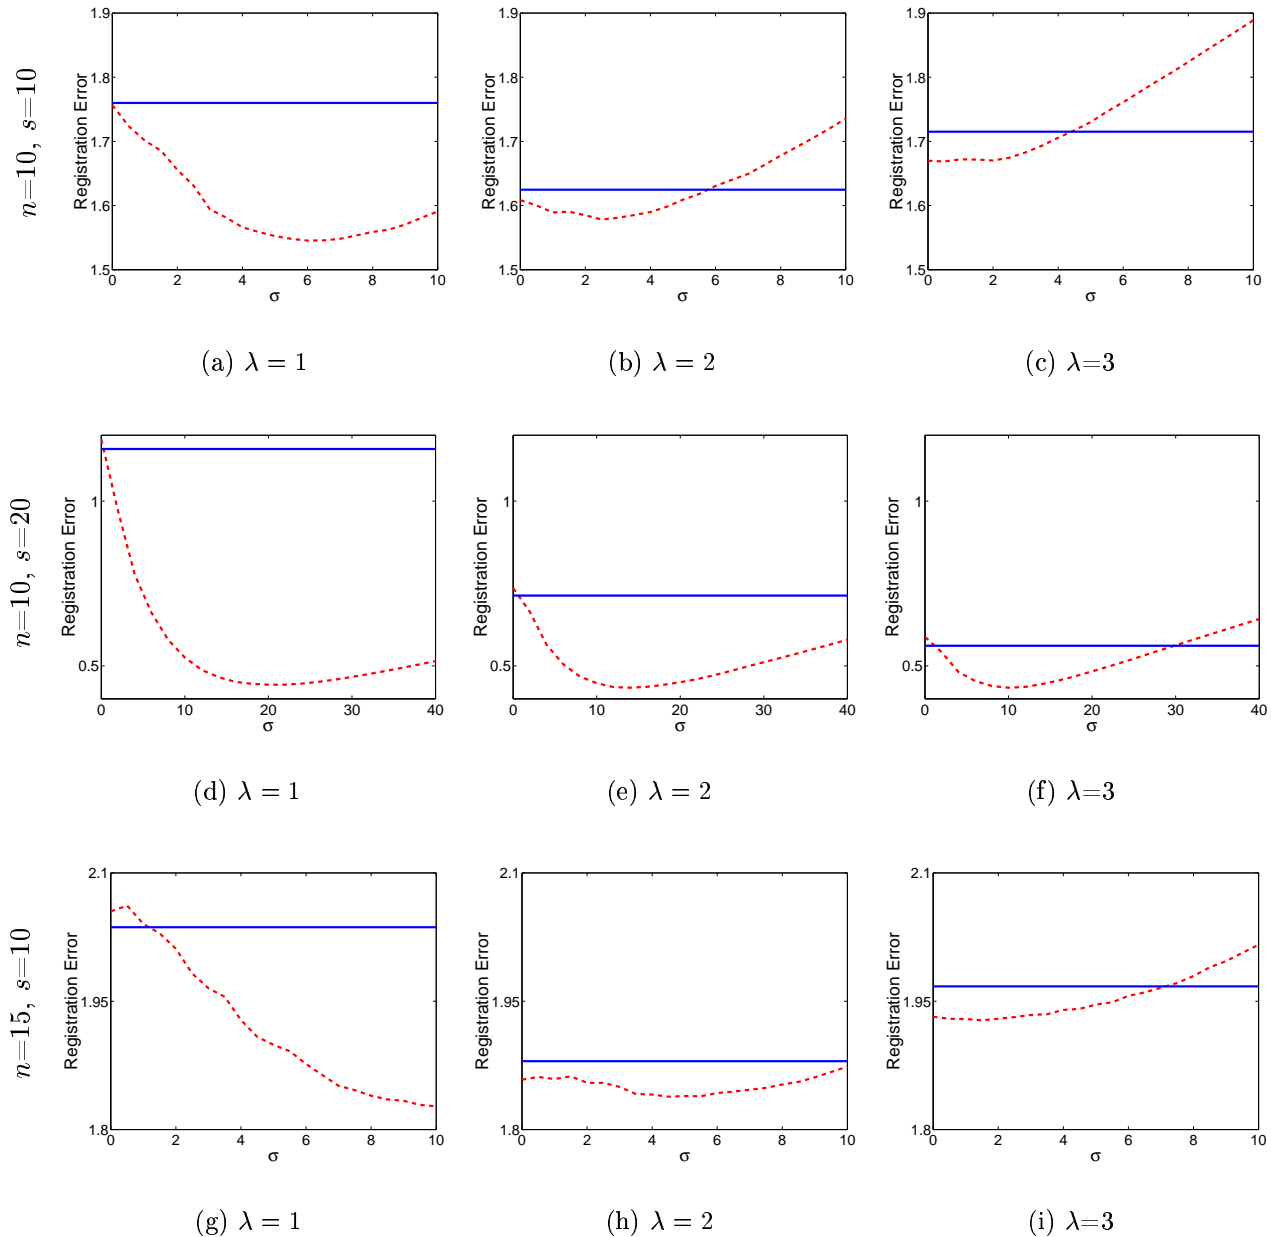 n=10, s=10
1.9
1.8
1.7
1.6
1.5
Registration Error
0 2 4 6 8 10
σ
(a) λ = 1
1.9
1.8
1.7
1.6
1.5
Registration Error
0 2 4 6 8 10
σ
(b) λ = 2
1.9
1.8
1.7
1.6
1.5
Registration Error
0 2 4 6 8 10
σ
(c) λ=3
n=10, s=20
1
0.5
Registration Error
0 10 20 30 40
σ
(d) λ = 1
1
0.5
Registration Error
0 10 20 30 40
σ
(e) λ = 2
1
0.5
Registration Error
0 10 20 30 40
σ
(f) λ=3
n=15, s=10
2.1
1.95
1.8
Registration Error
0 2 4 6 8 10
σ
(g) λ = 1
2.1
1.95
1.8
Registration Error
0 2 4 6 8 10
σ
(h) λ = 2
2.1
1.95
1.8
Registration Error
0 2 4 6 8 10
σ
(i) λ=3